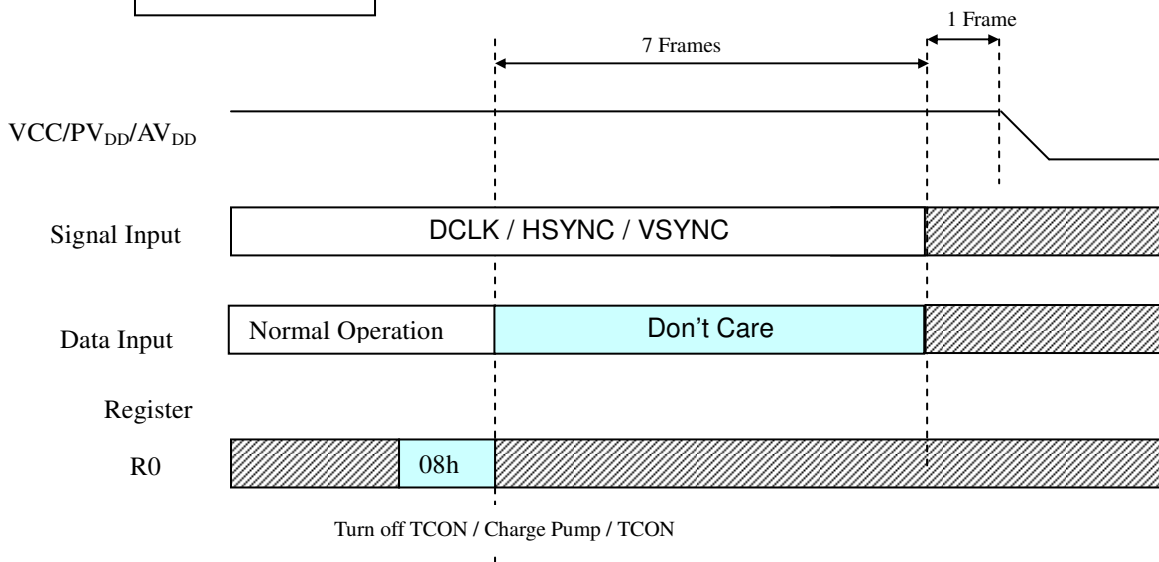 1 Frame
7 Frames
VCC/PVDD/AVDD
Signal Input
DCLK / HSYNC / VSYNC
Data Input
Normal Operation
Don't Care
Register
R0
08h
Turn off TCON / Charge Pump / TCON